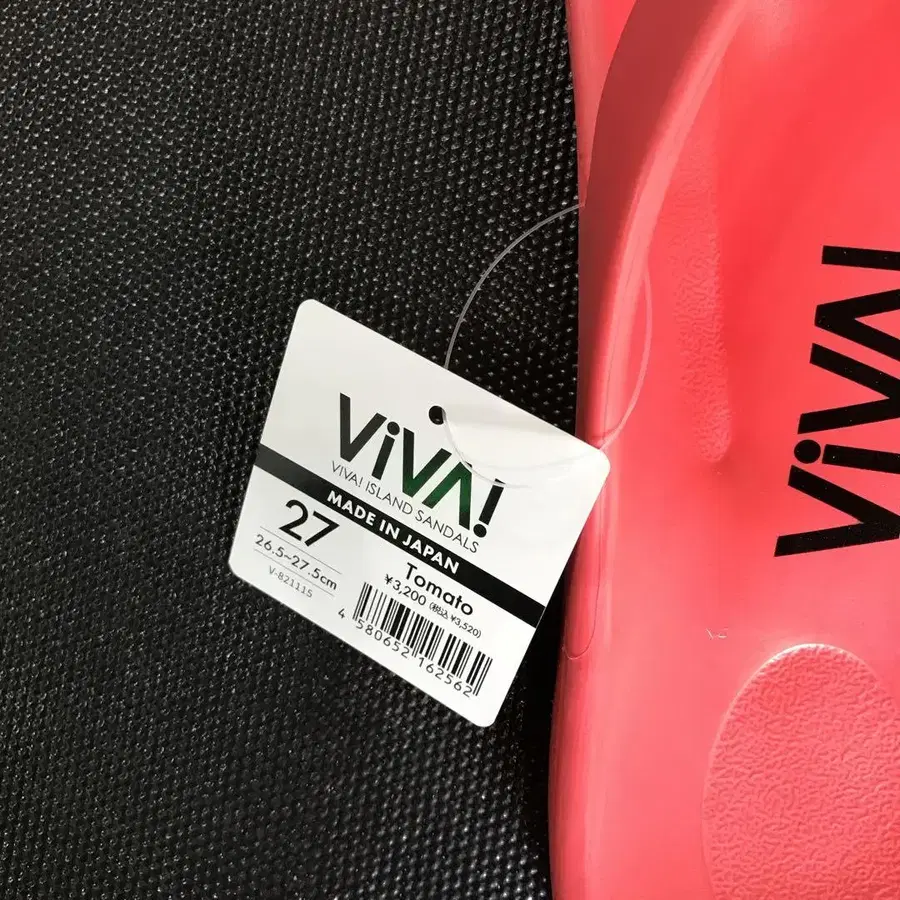 ViVA!
VIVA! ISLAND SANDALS
MADE IN JAPAN
27
26.5~27.5cm
V-821115
Tomato
¥3,200 (税込 ¥3,520)
4 580652 162562
ViVA!